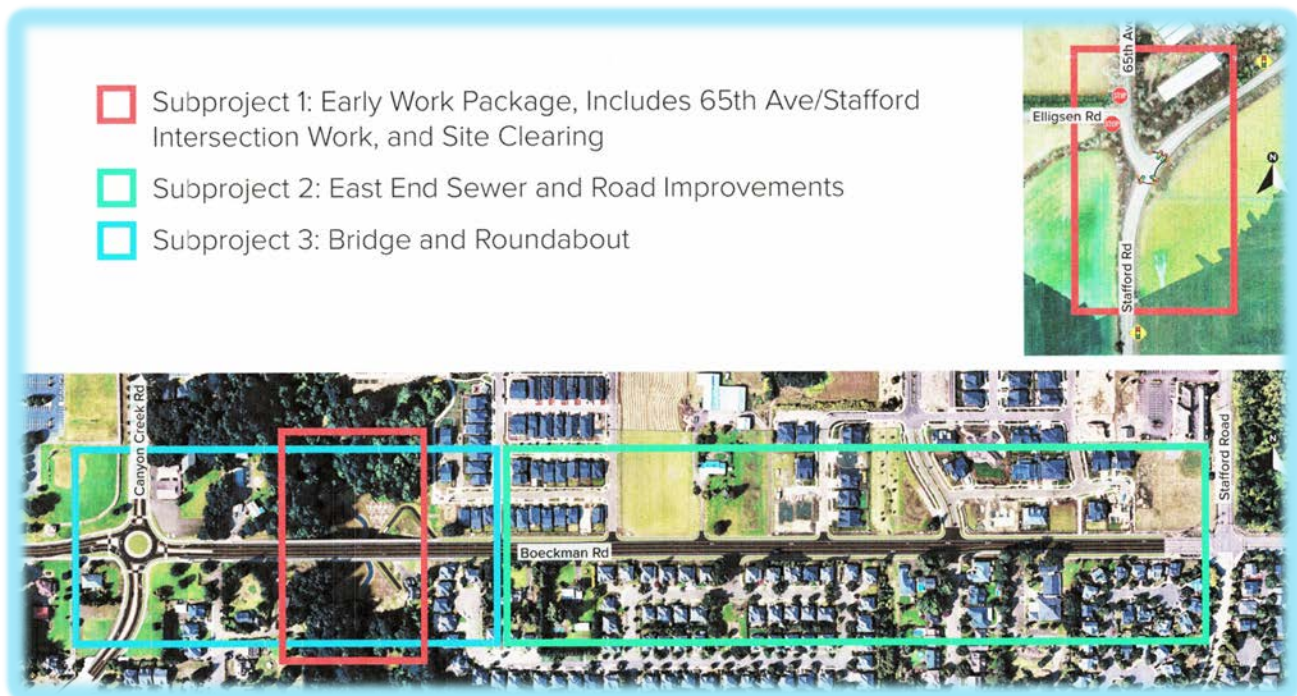 Subproject 1: Early Work Package, Includes 65th Ave/Stafford
Intersection Work, and Site Clearing
Subproject 2: East End Sewer and Road Improvements
Subproject 3: Bridge and Roundabout
65th Ave
STOP
Elligsen Rd
STOP
N
Stafford Rd
Canyon Creek Rd
Stafford Road
Boeckman Rd